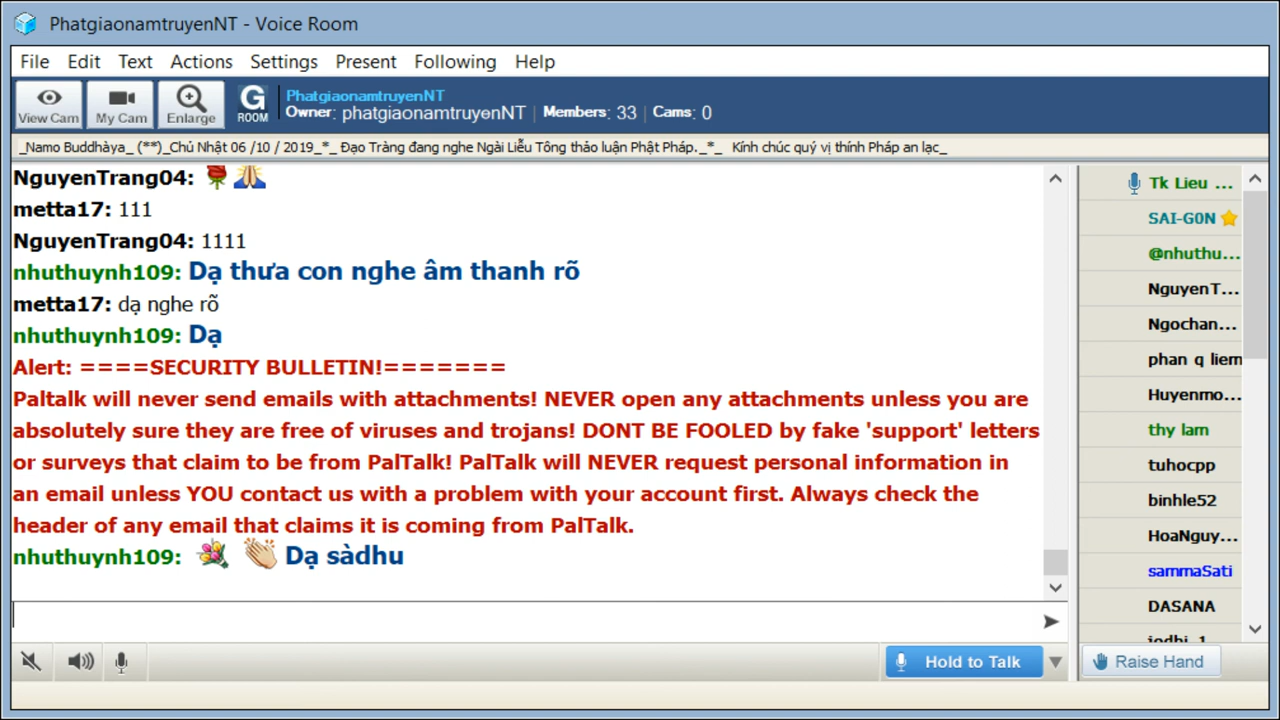 PhatgiaonamtruyenNT - Voice Room
File Edit Text Actions Settings Present Following Help
View Cam My Cam Enlarge G ROOM
PhatgiaonamtruyenNT
Owner: phatgiaonamtruyenNT | Members: 33 | Cams: 0
_Namo Buddhàya_ (**)_Chủ Nhật 06 /10 / 2019_*_ Đạo Tràng đang nghe Ngài Liễu Tông thảo luận Phật Pháp._*_ Kính chúc quý vị thính Pháp an lạc_
NguyenTrang04:
metta17: 111
NguyenTrang04: 1111
nhuthuynh109: Dạ thưa con nghe âm thanh rõ
metta17: dạ nghe rõ
nhuthuynh109: Dạ
Alert: ====SECURITY BULLETIN!=======
Paltalk will never send emails with attachments! NEVER open any attachments unless you are
absolutely sure they are free of viruses and trojans! DONT BE FOOLED by fake 'support' letters
or surveys that claim to be from PalTalk! PalTalk will NEVER request personal information in
an email unless YOU contact us with a problem with your account first. Always check the
header of any email that claims it is coming from PalTalk.
nhuthuynh109: Dạ sàdhu
Tk Lieu ...
SAI-G0N
@nhuthu...
NguyenT...
Ngochan...
phan q liem
Huyenmo...
thy lam
tuhocpp
binhle52
HoaNguy...
sammaSati
DASANA
Hold to Talk
Raise Hand